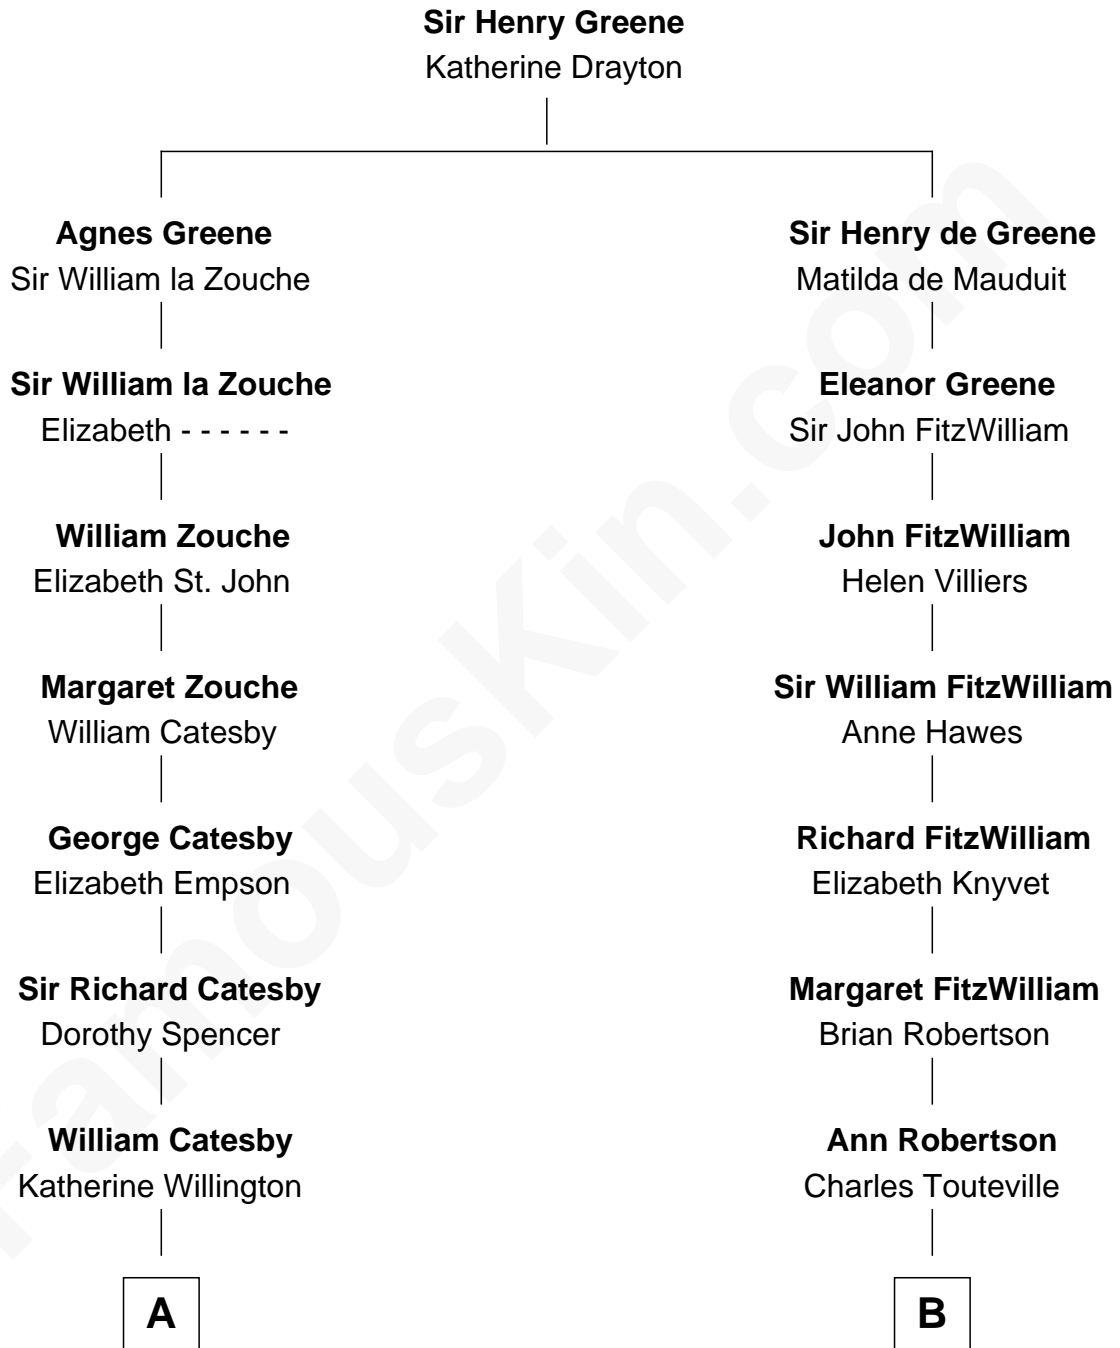 Sir Henry Greene
Katherine Drayton
Agnes Greene
Sir William la Zouche
Sir Henry de Greene
Matilda de Mauduit
Sir William la Zouche
Elizabeth - - - - - -
Eleanor Greene
Sir John FitzWilliam
William Zouche
Elizabeth St. John
John FitzWilliam
Helen Villiers
Margaret Zouche
William Catesby
Sir William FitzWilliam
Anne Hawes
George Catesby
Elizabeth Empson
Richard FitzWilliam
Elizabeth Knyvet
Sir Richard Catesby
Dorothy Spencer
Margaret FitzWilliam
Brian Robertson
William Catesby
Katherine Willington
Ann Robertson
Charles Touteville
A
B
FamousKin.com